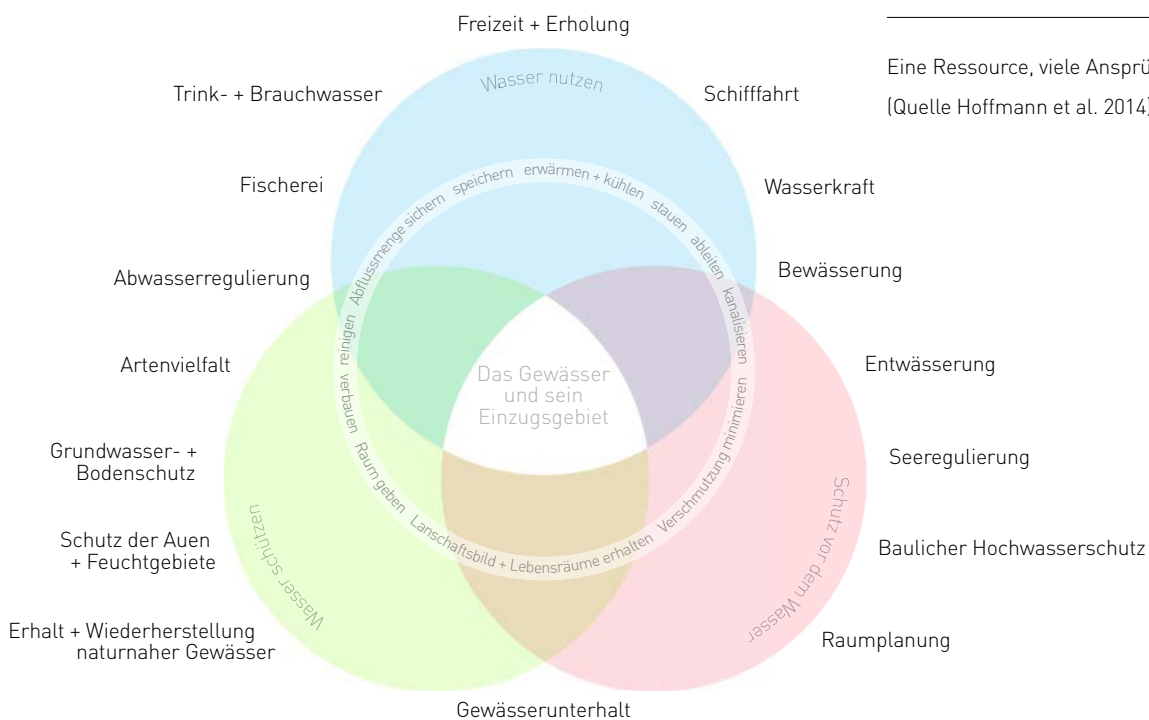 Freizeit + Erholung
Eine Ressource, viele Ansprü
(Quelle Hoffmann et al. 2014)
Wasser nutzen
Trink- + Brauchwasser
Schifffahrt
Fischerei
Wasserkraft
Abwasserregulierung
Bewässerung
Artenvielfalt
Entwässerung
Grundwasser- +
Bodenschutz
Seeregulierung
Schutz der Auen
+ Feuchtgebiete
Baulicher Hochwasserschutz
Erhalt + Wiederherstellung
naturnaher Gewässer
Raumplanung
Gewässerunterhalt
Das Gewässer
und sein
Einzugsgebiet
Wasser schützen
Schutz vor dem Wasser
verbauen reinigen Abflussmenge sichern speichern erwärmen + kühlen stauen ableiten kanalisieren
Raum geben Lanschaftsbild + Lebensräume erhalten Verschmutzung minimieren